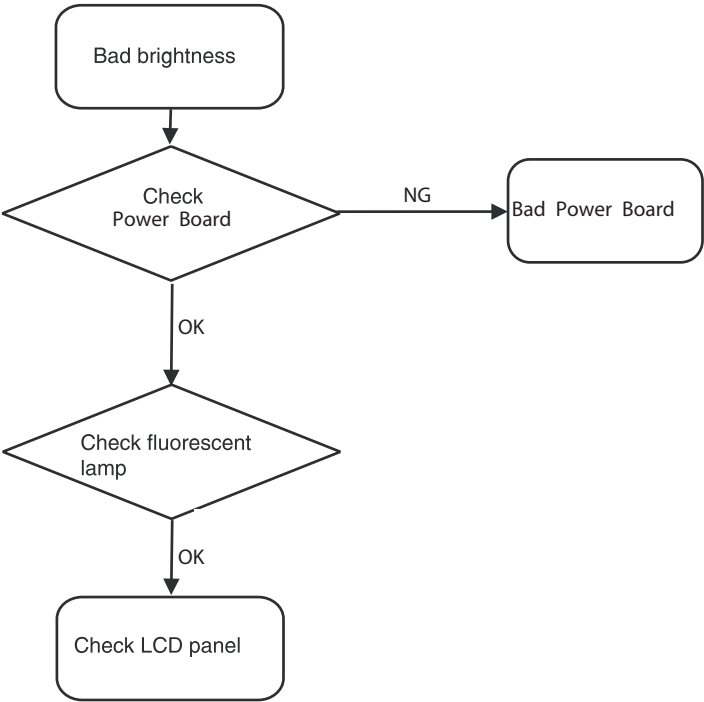 Bad brightness
Check
Power Board
NG
Bad Power Board
OK
Check fluorescent
lamp
OK
Check LCD panel